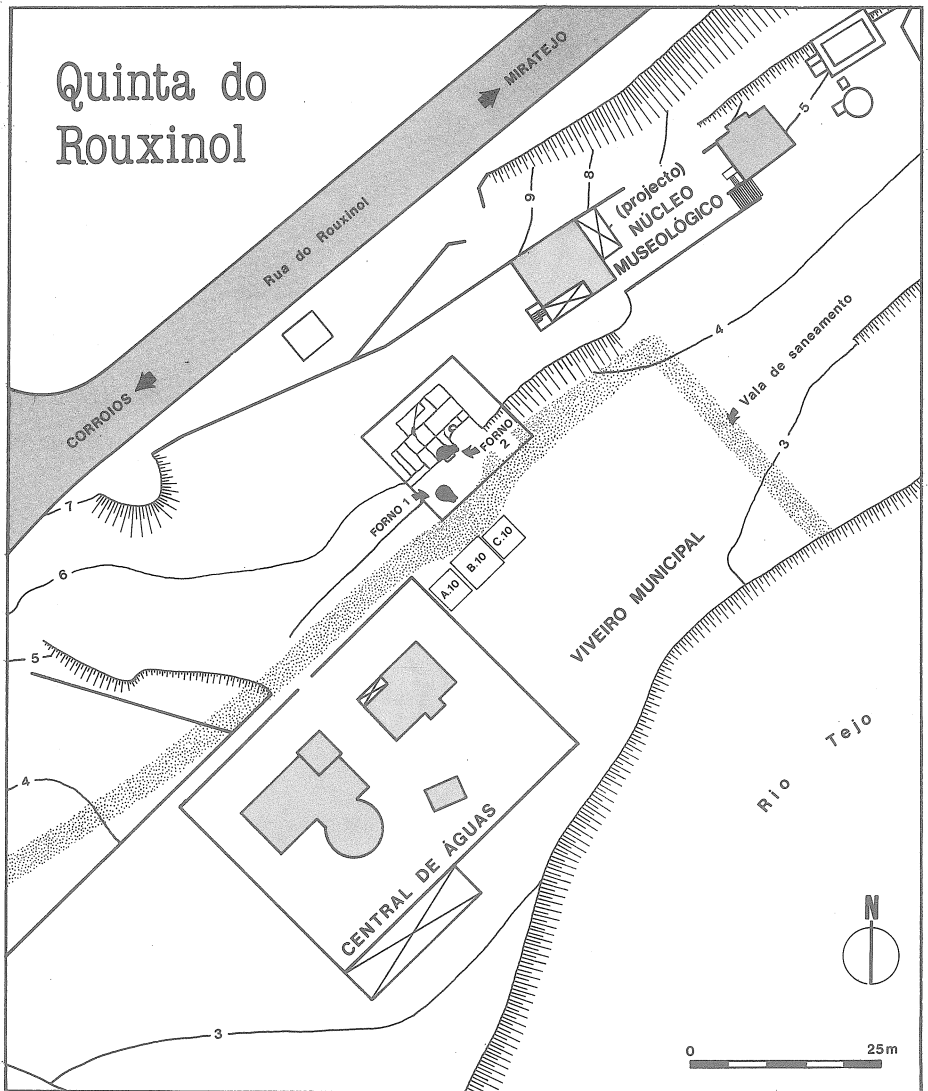 Quinta do
Rouxinol
MIRATEJO
Rua do Rouxinol
CORROIOS
(projecto)
NÚCLEO
MUSEOLÓGICO
5
8
9
4
Vala de saneamento
3
FORNO
2
FORNO 1
7
6
C.10
B.10
A.10
VIVEIRO MUNICIPAL
5
4
Rio Tejo
CENTRAL DE ÁGUAS
3
N
0 25m